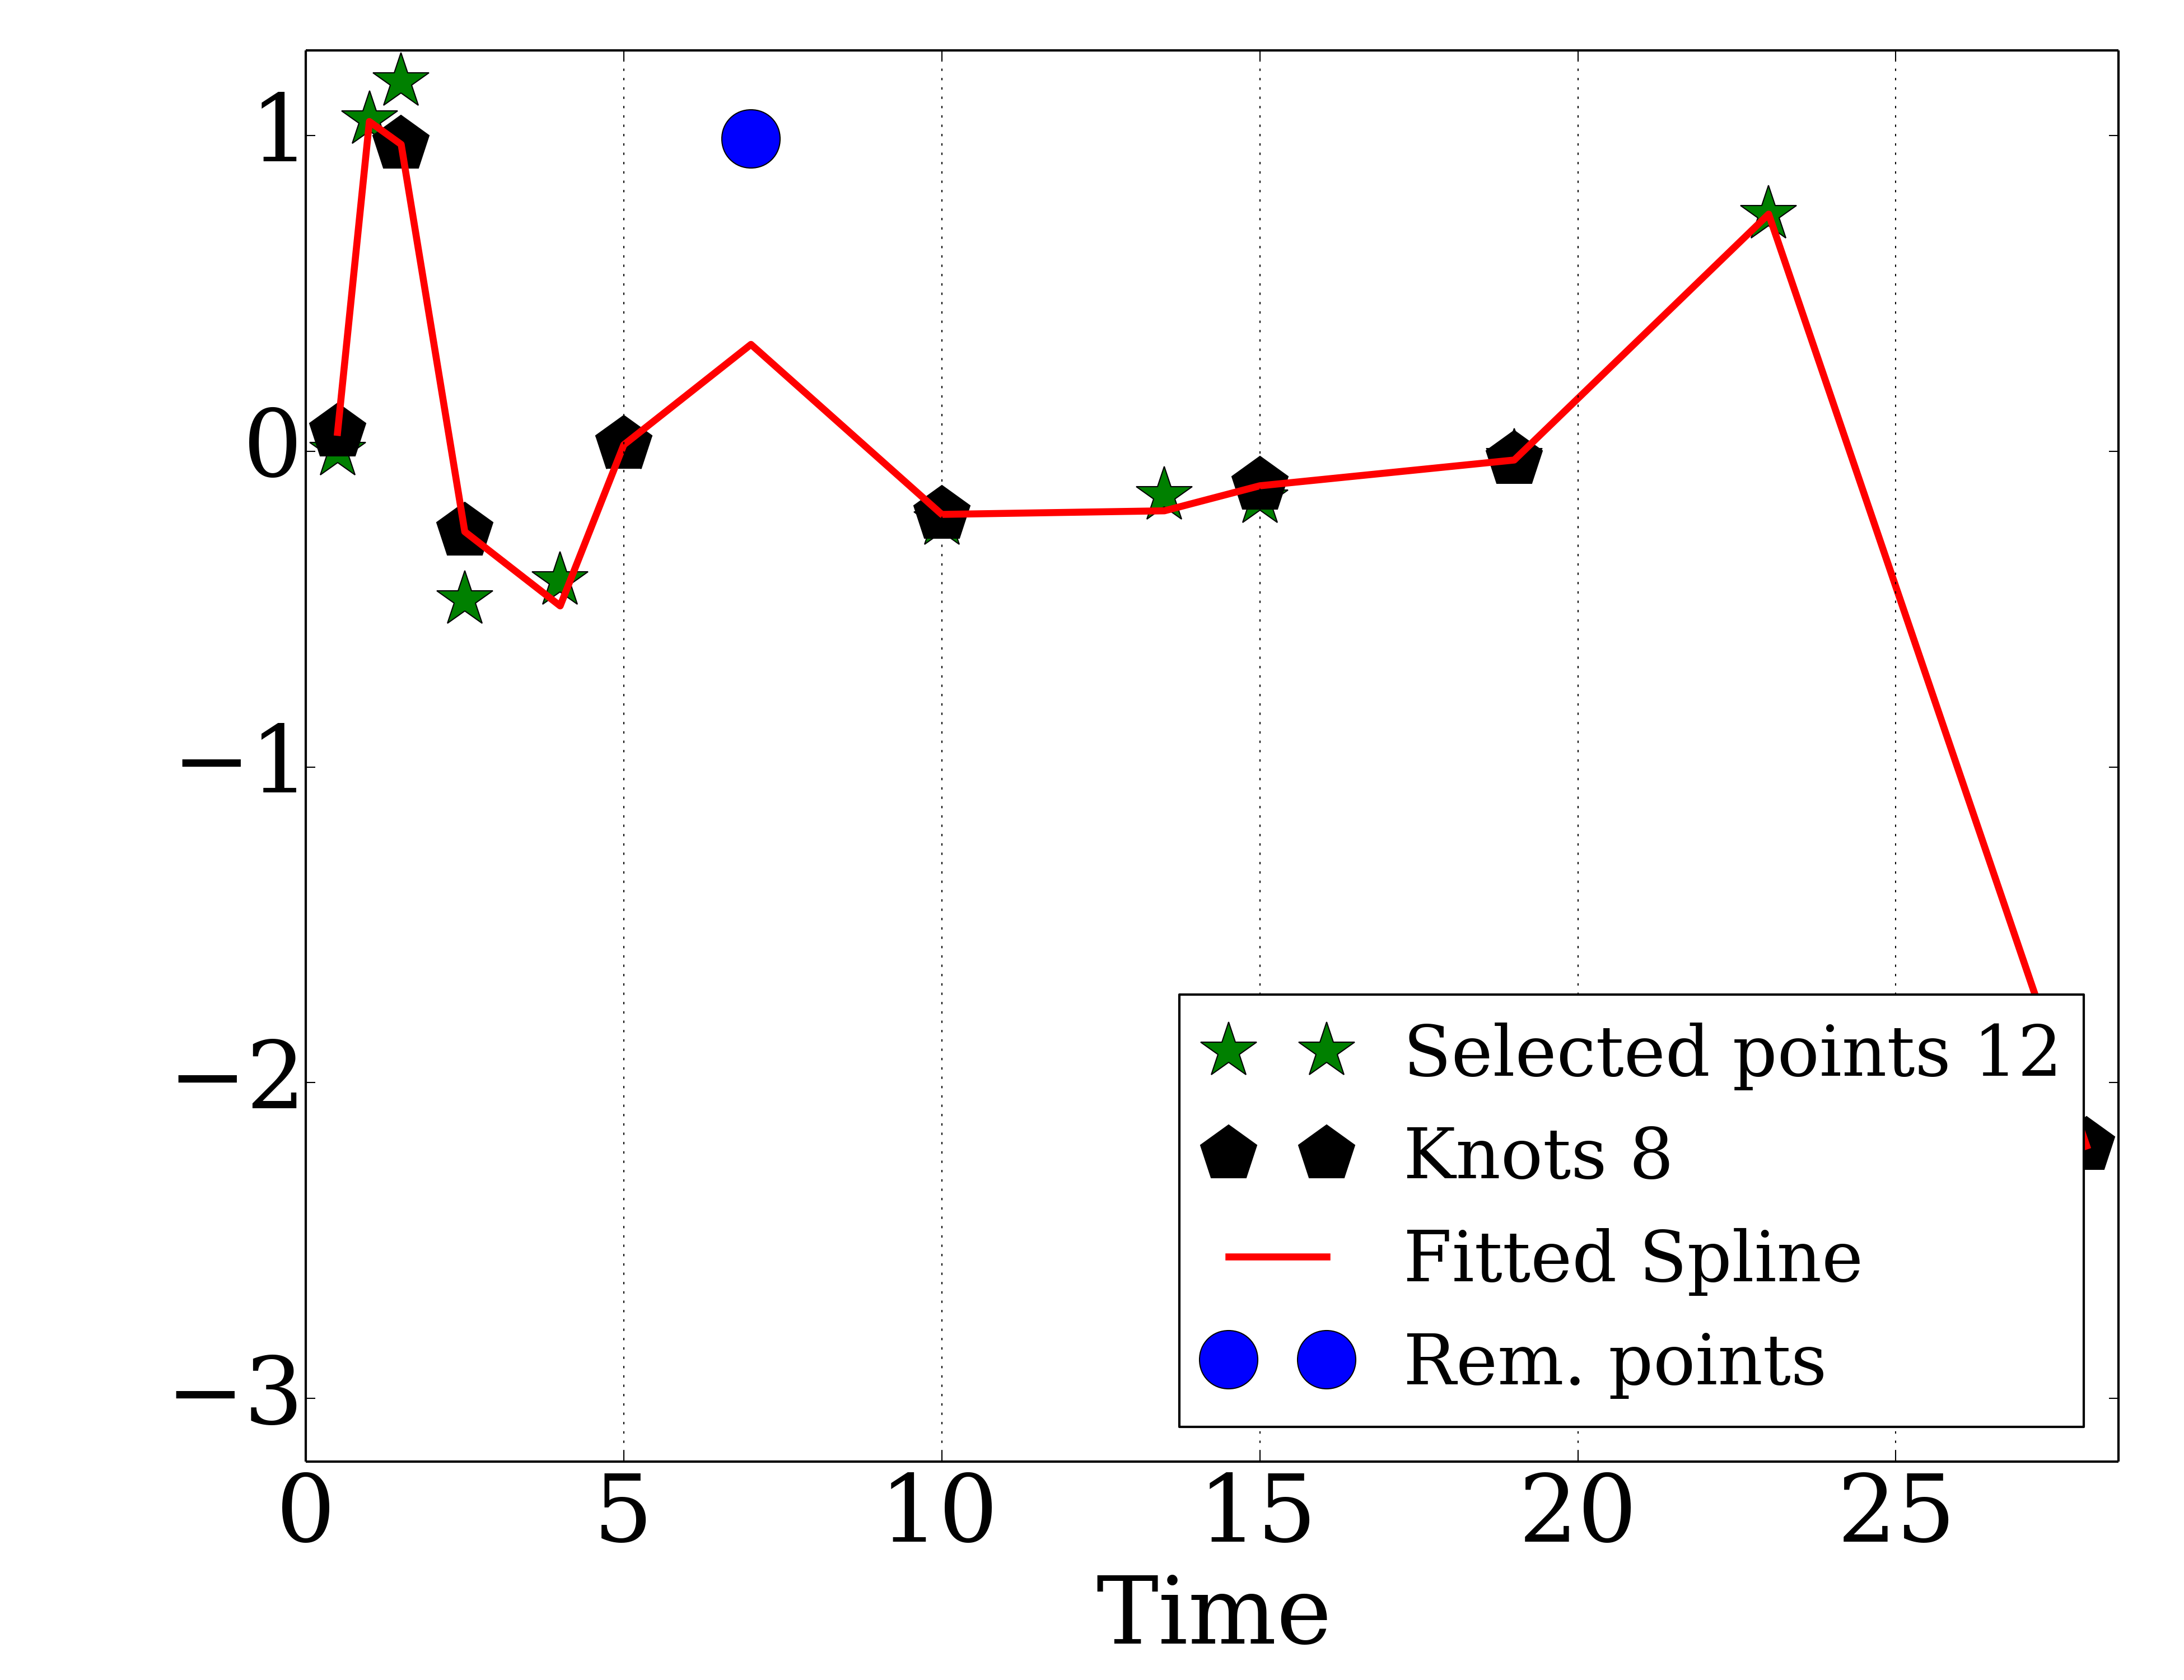 1
0
−1
−2
−3
Selected points 12
Knots 8
Fitted Spline
Rem. points
0 5 10 15 20 25
Time